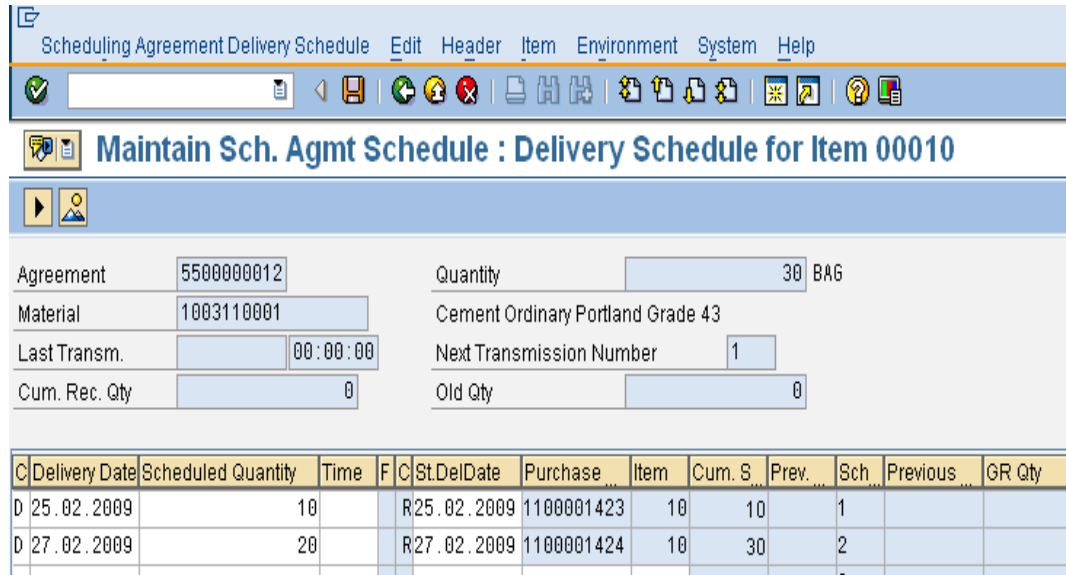 Scheduling Agreement Delivery Schedule Edit Header Item Environment System Help
Maintain Sch. Agmt Schedule : Delivery Schedule for Item 00010
Agreement 5500000012 Quantity 30 BAG
Material 1003110001 Cement Ordinary Portland Grade 43
Last Transm. 00:00:00 Next Transmission Number 1
Cum. Rec. Qty 0 Old Qty 0
C Delivery Date Scheduled Quantity Time F C St.DelDate Purchase... Item Cum. S... Prev. ... Sch... Previous ... GR Qty
D 25.02.2009 10 R 25.02.2009 1100001423 10 10 1
D 27.02.2009 20 R 27.02.2009 1100001424 10 30 2